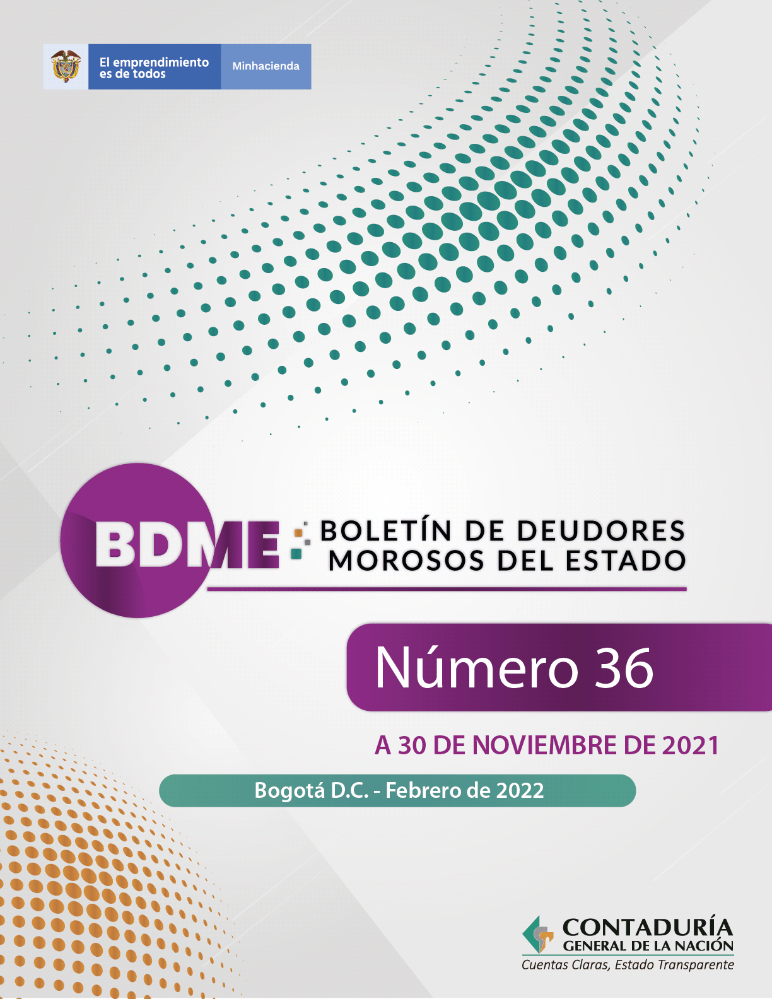 El emprendimiento
es de todos
Minhacienda
BDME
BOLETÍN DE DEUDORES
MOROSOS DEL ESTADO
Número 36
A 30 DE NOVIEMBRE DE 2021
Bogotá D.C. - Febrero de 2022
CONTADURÍA
GENERAL DE LA NACIÓN
Cuentas Claras, Estado Transparente